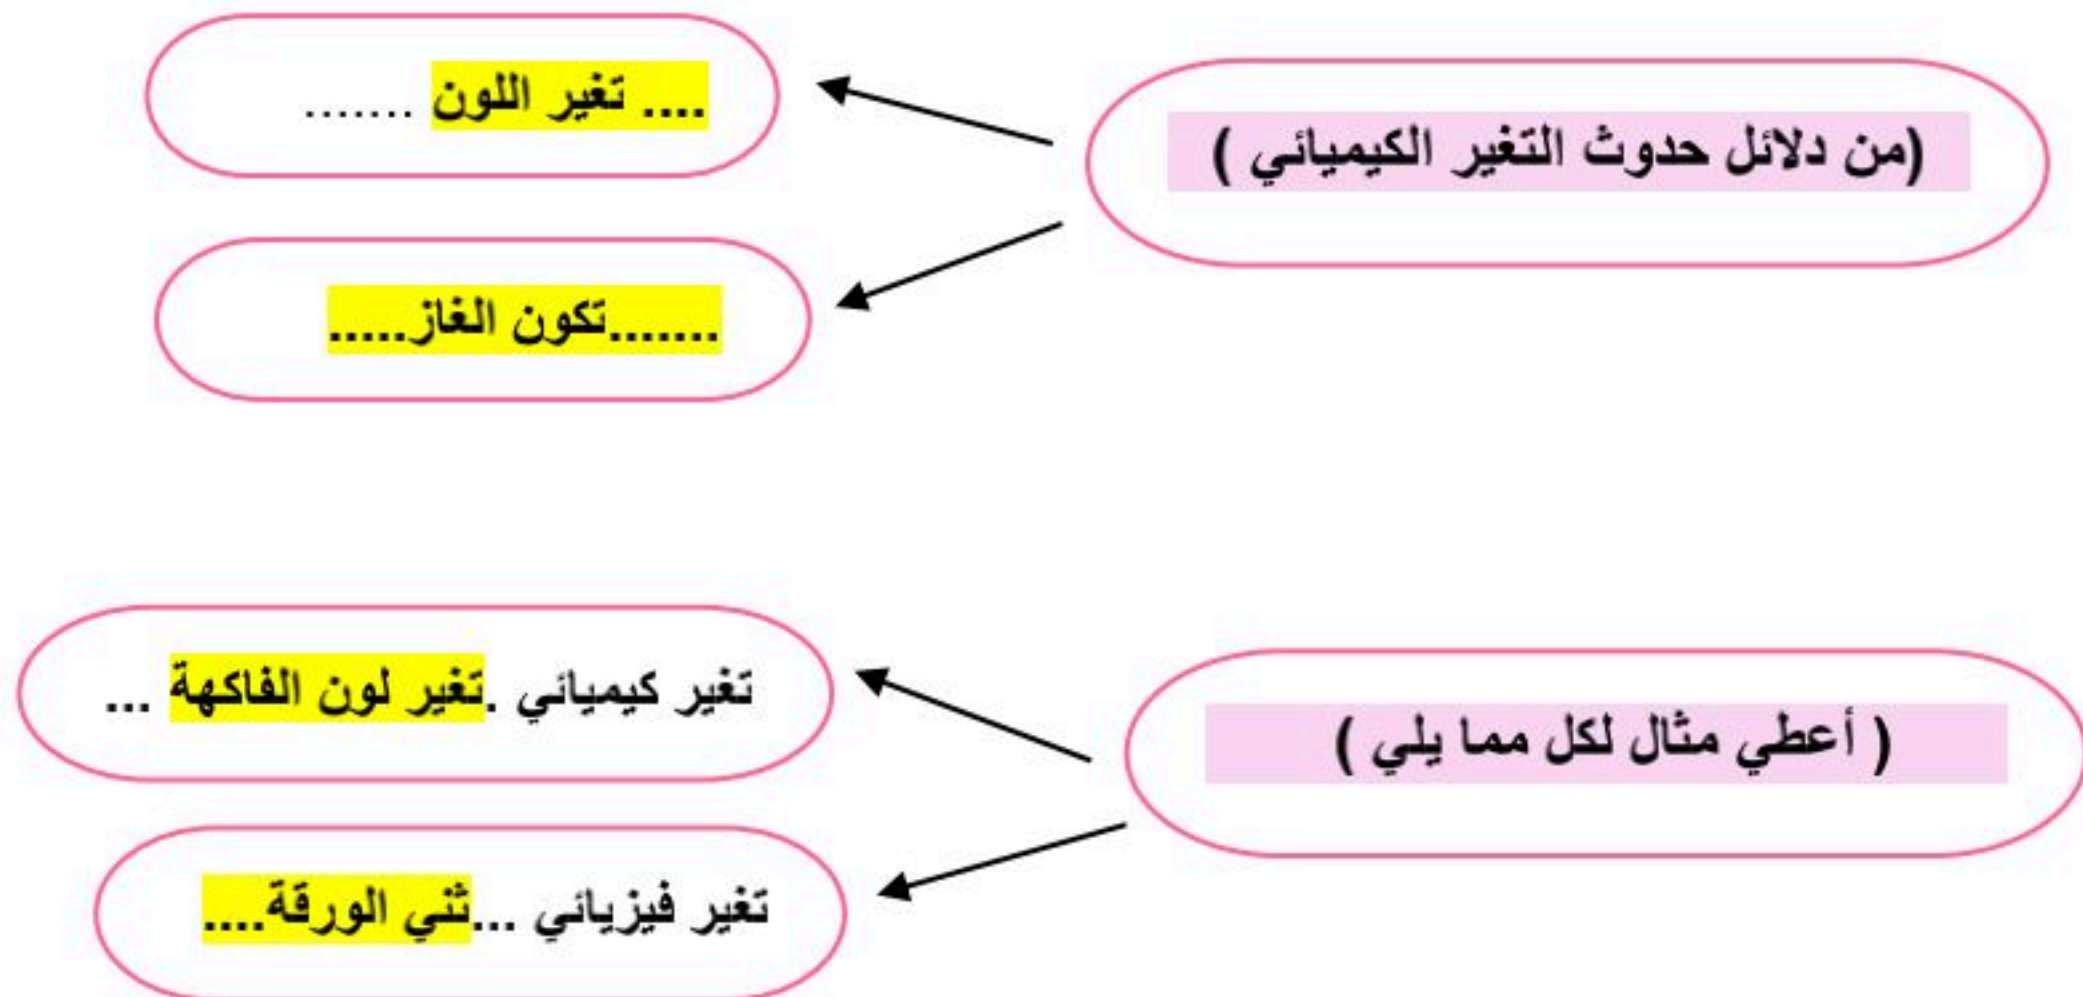 (من دلائل حدوث التغير الكيميائي )
.... تغير اللون .......
.......تكون الغاز.....
( أعطي مثال لكل مما يلي )
تغير كيميائي .تغير لون الفاكهة ...
تغير فيزيائي ...ثني الورقة....